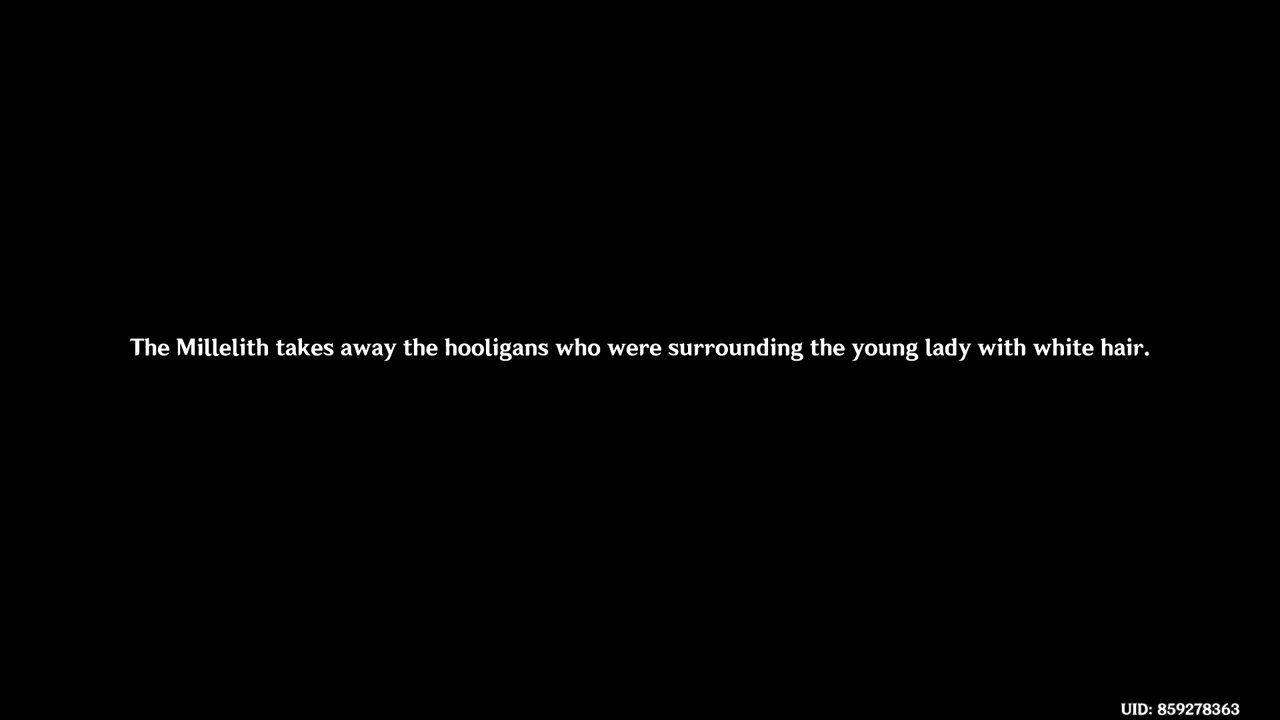 The Millelith takes away the hooligans who were surrounding the young lady with white hair.
UID: 859278363